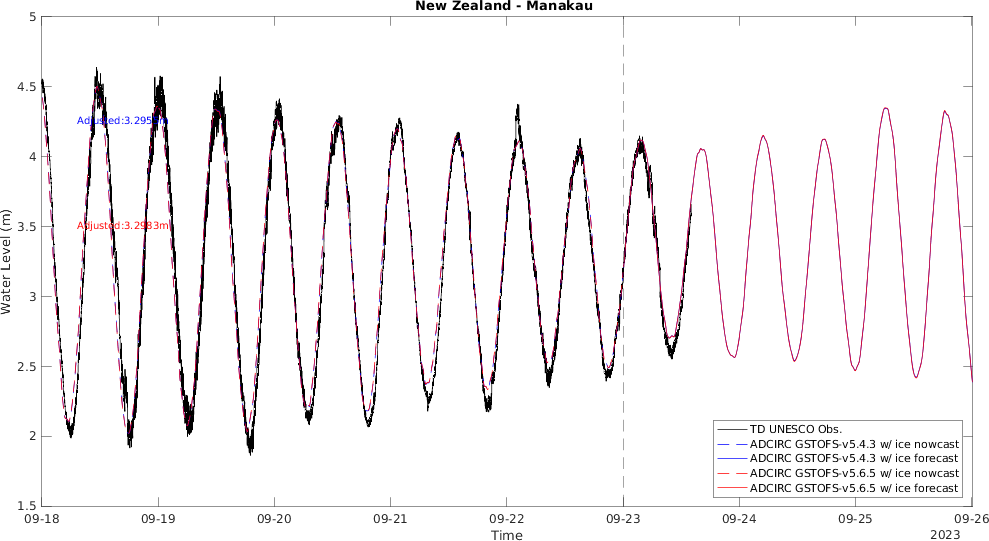 New Zealand - Manakau
5
4.5
4
3.5
3
2.5
2
1.5
Water Level (m)
Adjusted:3.2983m
09-18
09-19
09-20
09-21
09-22
09-23
09-24
09-25
09-26
Time
2023
TD UNESCO Obs.
ADCIRC GSTOFS-v5.4.3 w/ ice nowcast
ADCIRC GSTOFS-v5.4.3 w/ ice forecast
ADCIRC GSTOFS-v5.6.5 w/ ice nowcast
ADCIRC GSTOFS-v5.6.5 w/ ice forecast